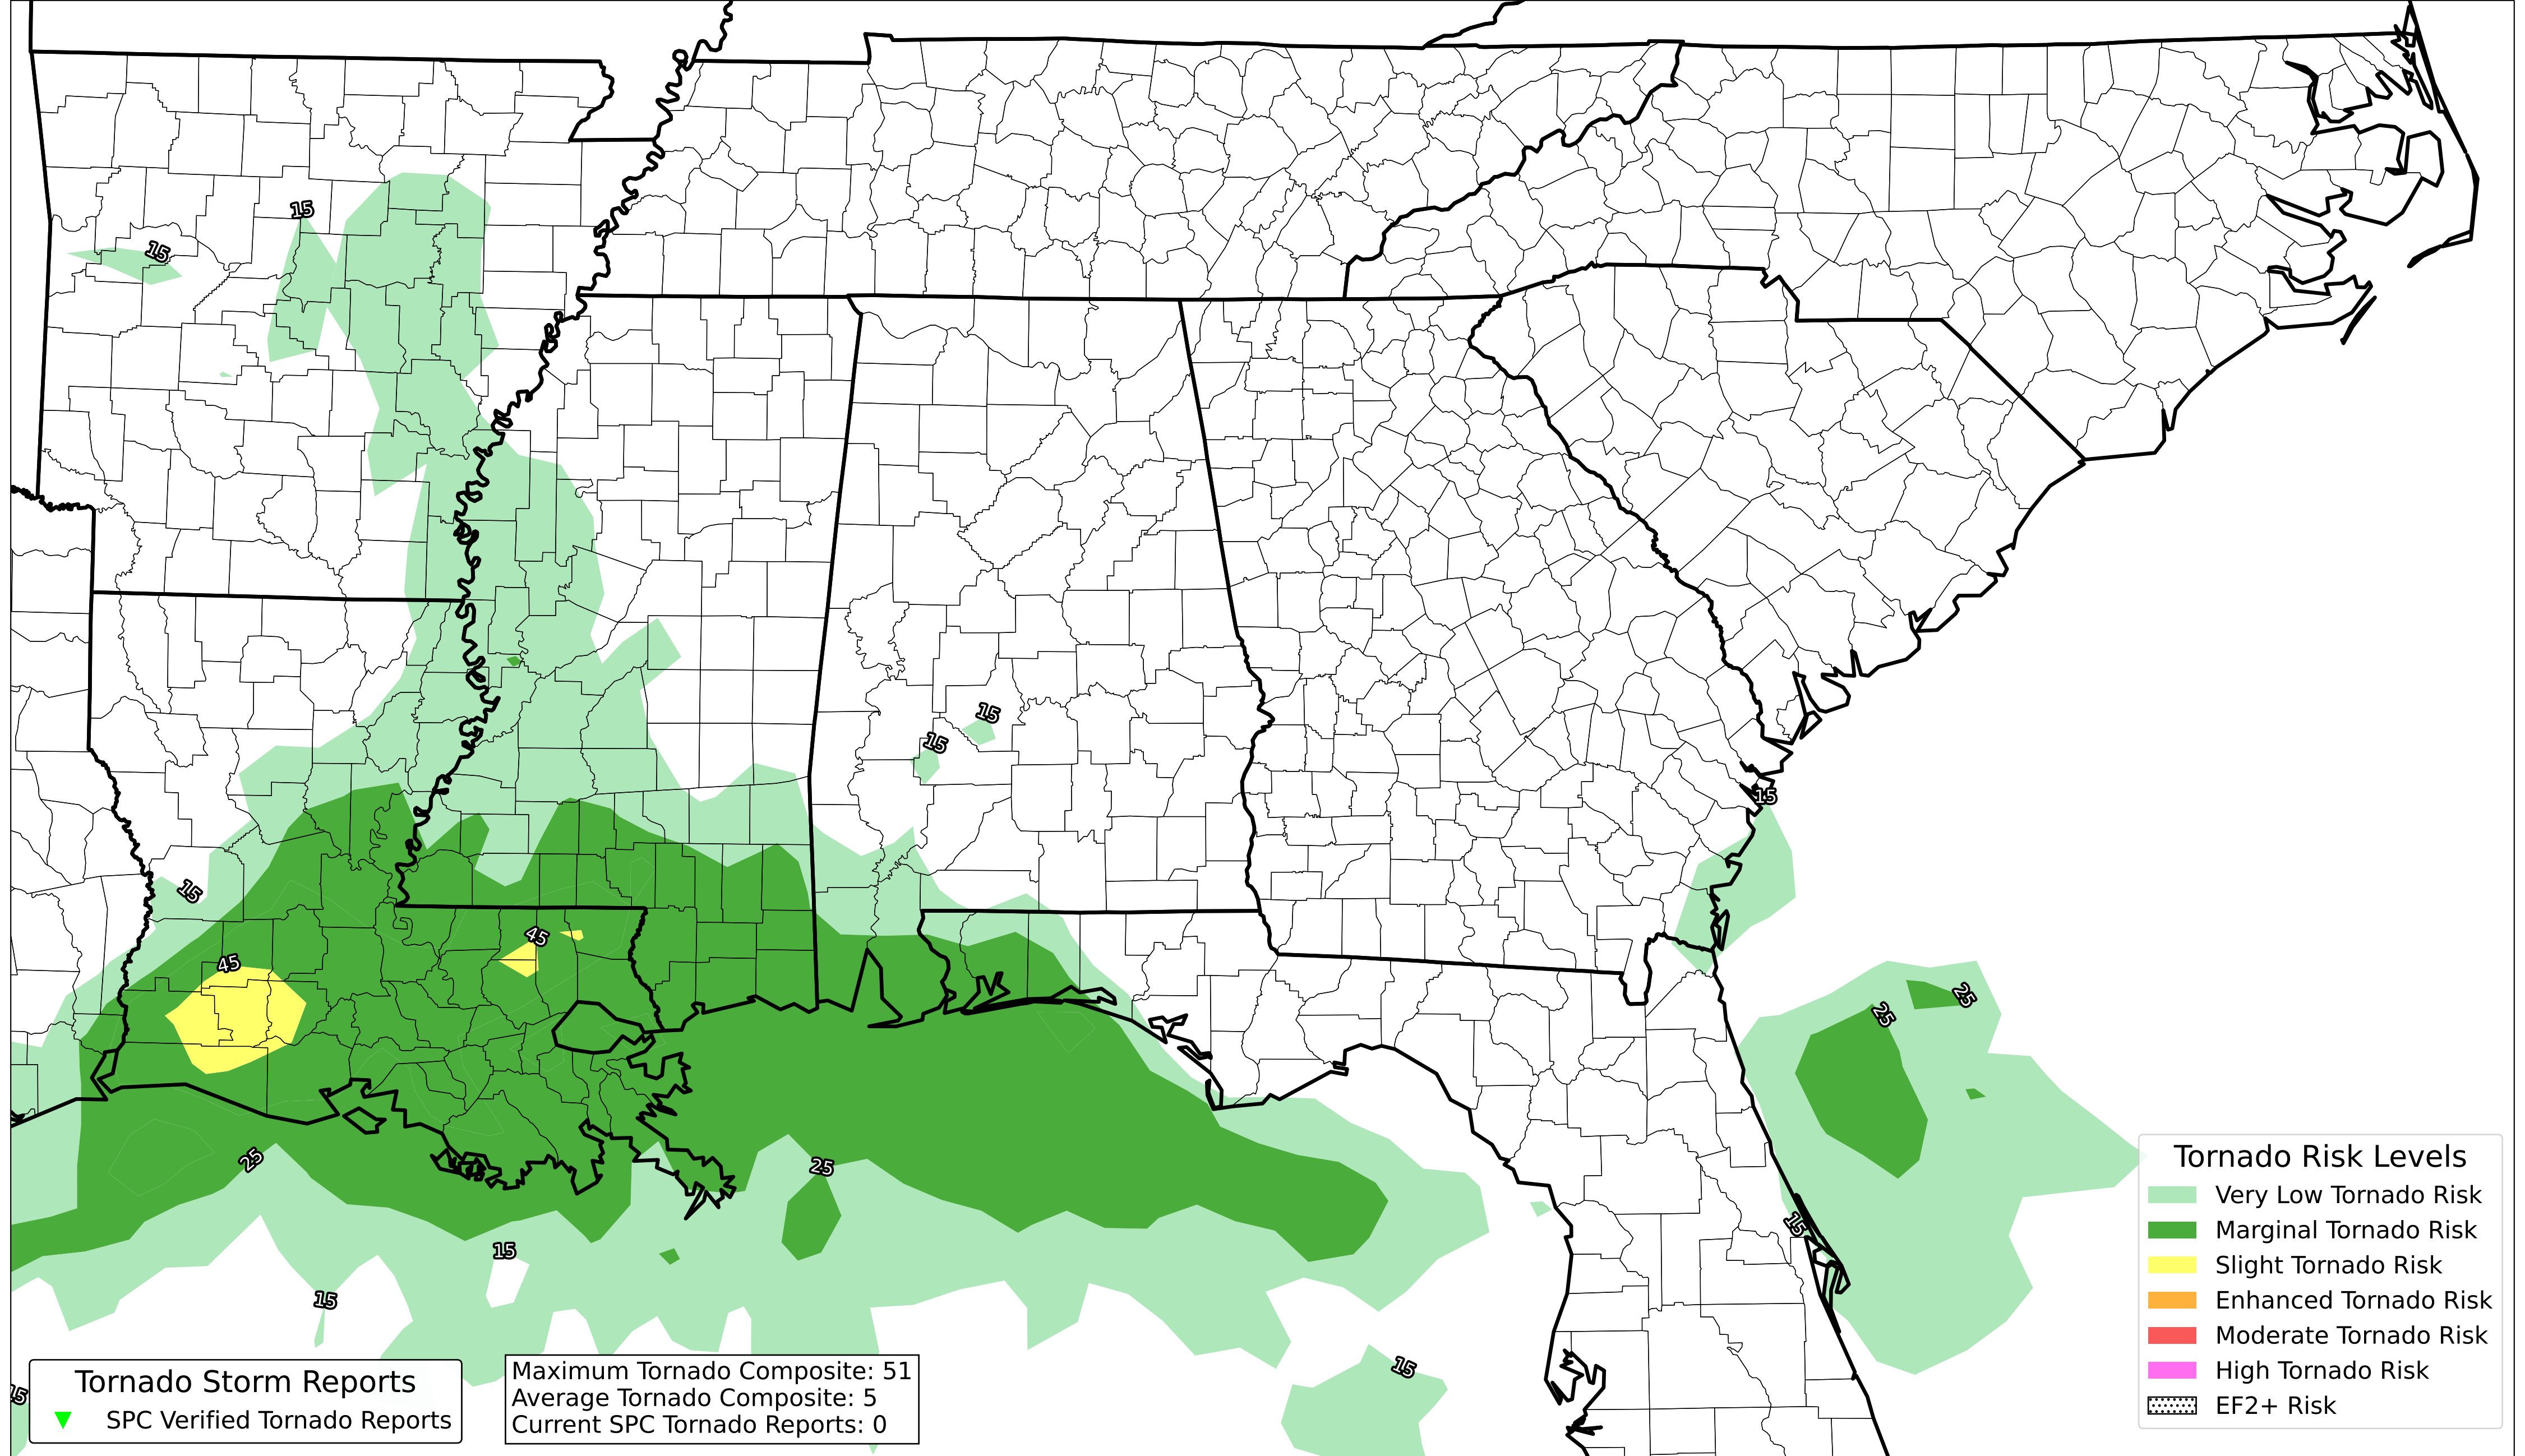 15
15
15
15
15
15
45
45
25
25
15
25
25
15
15
15
15
15
Tornado Risk Levels
Very Low Tornado Risk
Marginal Tornado Risk
Slight Tornado Risk
Enhanced Tornado Risk
Moderate Tornado Risk
High Tornado Risk
EF2+ Risk
Tornado Storm Reports
SPC Verified Tornado Reports
Maximum Tornado Composite: 51
Average Tornado Composite: 5
Current SPC Tornado Reports: 0